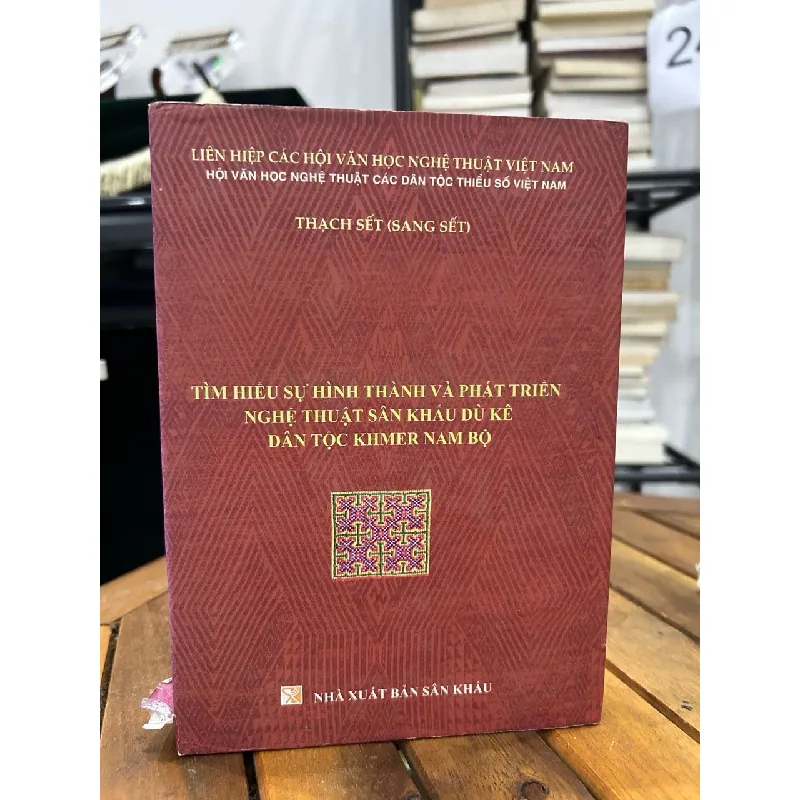 LIÊN HIỆP CÁC HỘI VĂN HỌC NGHỆ THUẬT VIỆT NAM
HỘI VĂN HỌC NGHỆ THUẬT CÁC DÂN TỘC THIỂU SỐ VIỆT NAM
THẠCH SẾT (SANG SẾT)
TÌM HIỂU SỰ HÌNH THÀNH VÀ PHÁT TRIỂN
NGHỆ THUẬT SÂN KHẤU DÙ KÊ
DÂN TỘC KHMER NAM BỘ
NHÀ XUẤT BẢN SÂN KHẤU